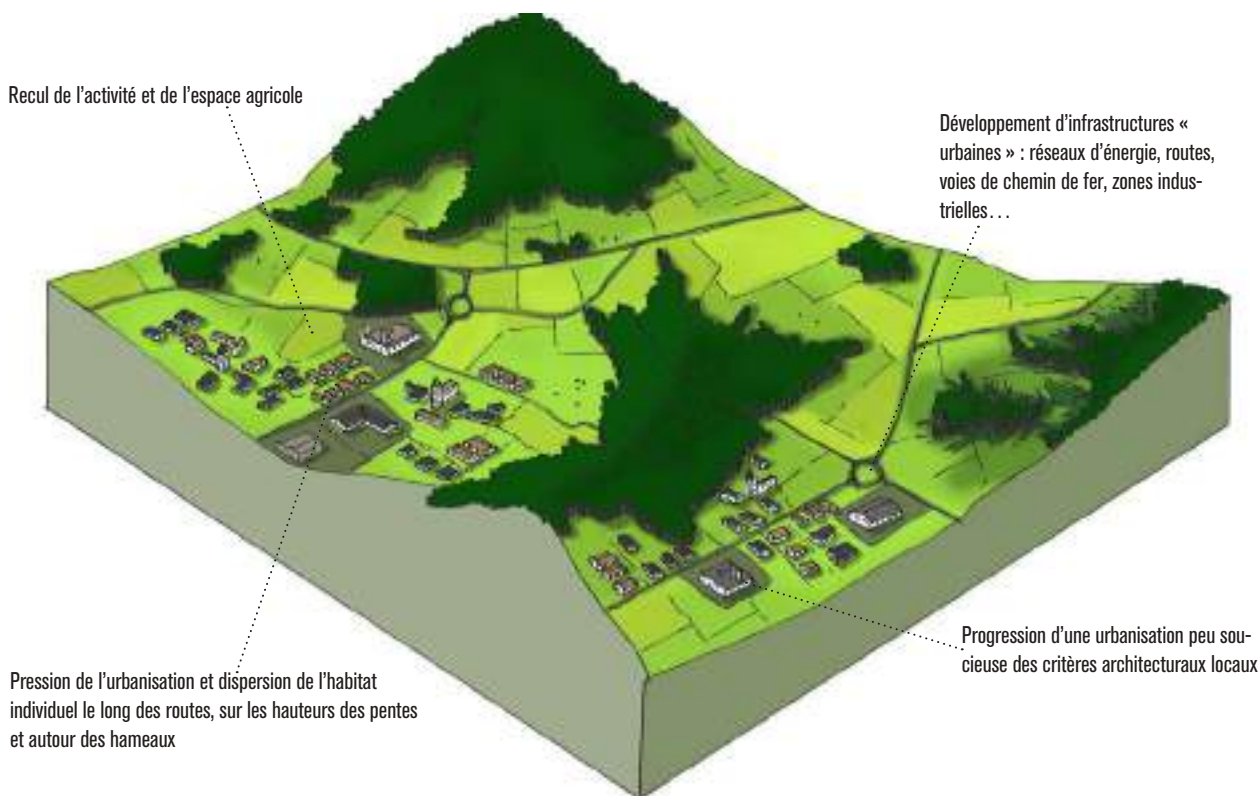 Recul de l'activité et de l'espace agricole
Développement d'infrastructures «
urbaines » : réseaux d'énergie, routes,
voies de chemin de fer, zones indus-
trielles…
Progression d'une urbanisation peu sou-
cieuse des critères architecturaux locaux
Pression de l'urbanisation et dispersion de l'habitat
individuel le long des routes, sur les hauteurs des pentes
et autour des hameaux